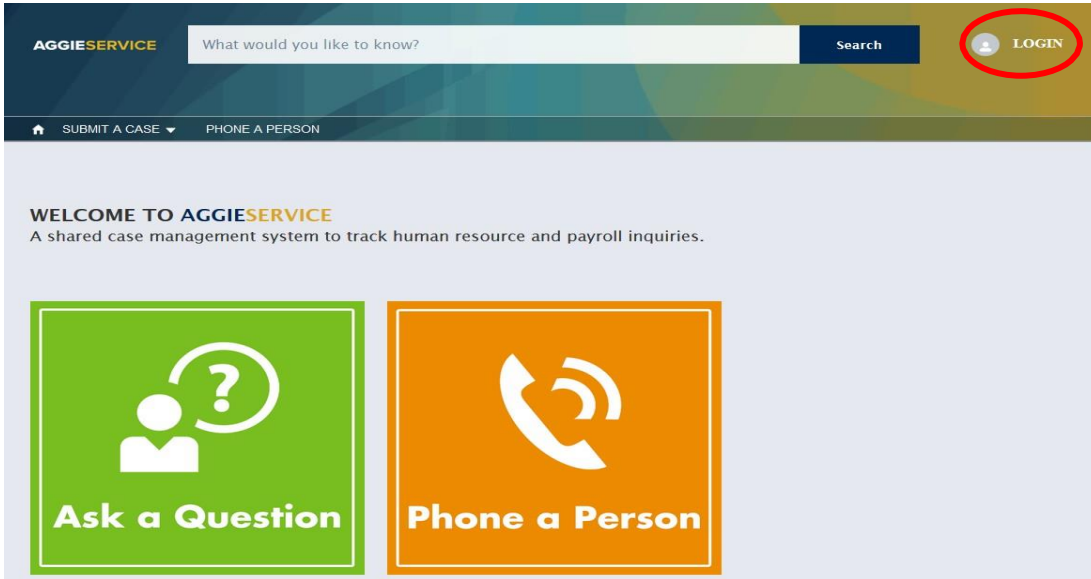 AGGIESERVICE
What would you like to know?
Search
LOGIN
SUBMIT A CASE
PHONE A PERSON
WELCOME TO AGGIESERVICE
A shared case management system to track human resource and payroll inquiries.
?
Ask a Question
Phone a Person